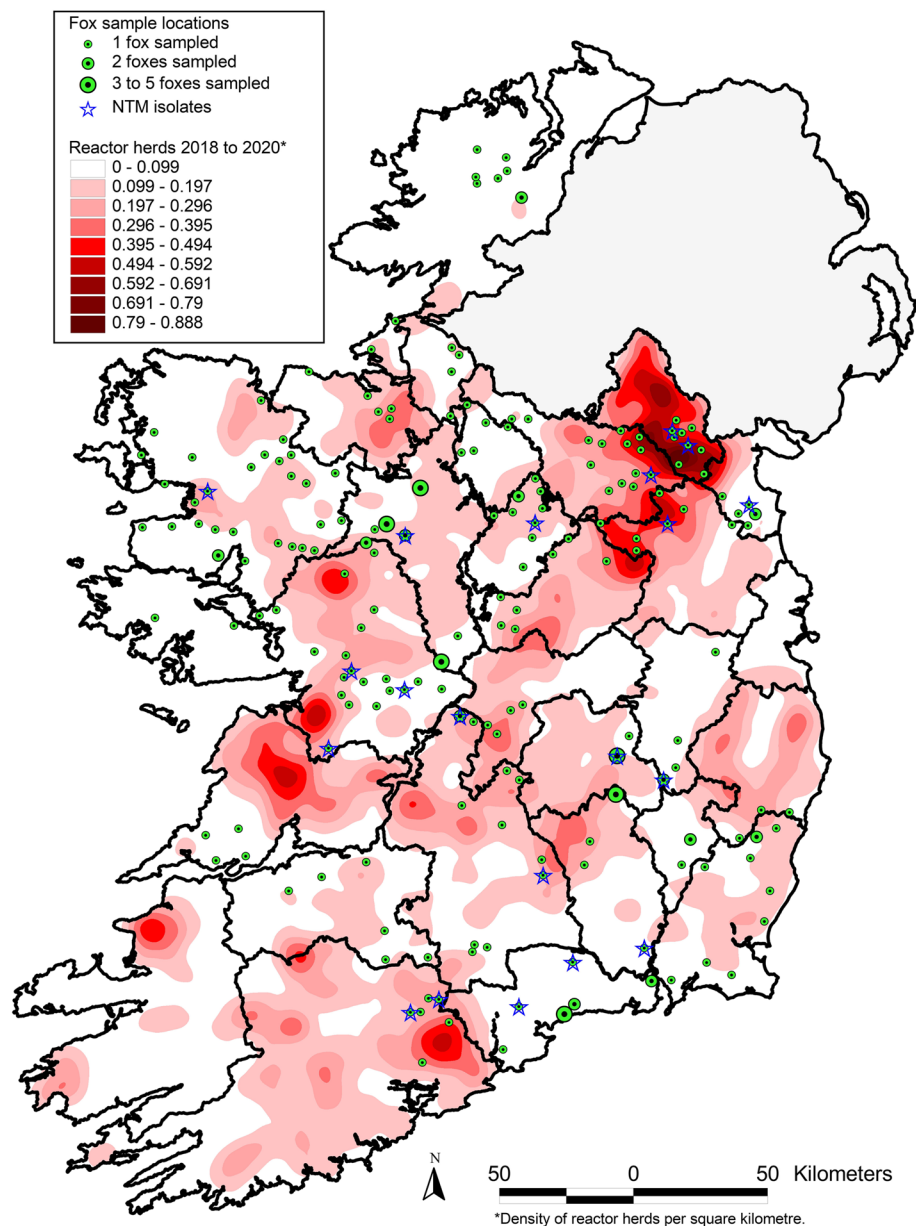 Fox sample locations
1 fox sampled
2 foxes sampled
3 to 5 foxes sampled
NTM isolates
Reactor herds 2018 to 2020*
0 - 0.099
0.099 - 0.197
0.197 - 0.296
0.296 - 0.395
0.395 - 0.494
0.494 - 0.592
0.592 - 0.691
0.691 - 0.79
0.79 - 0.888
N
50 0 50 Kilometers
*Density of reactor herds per square kilometre.